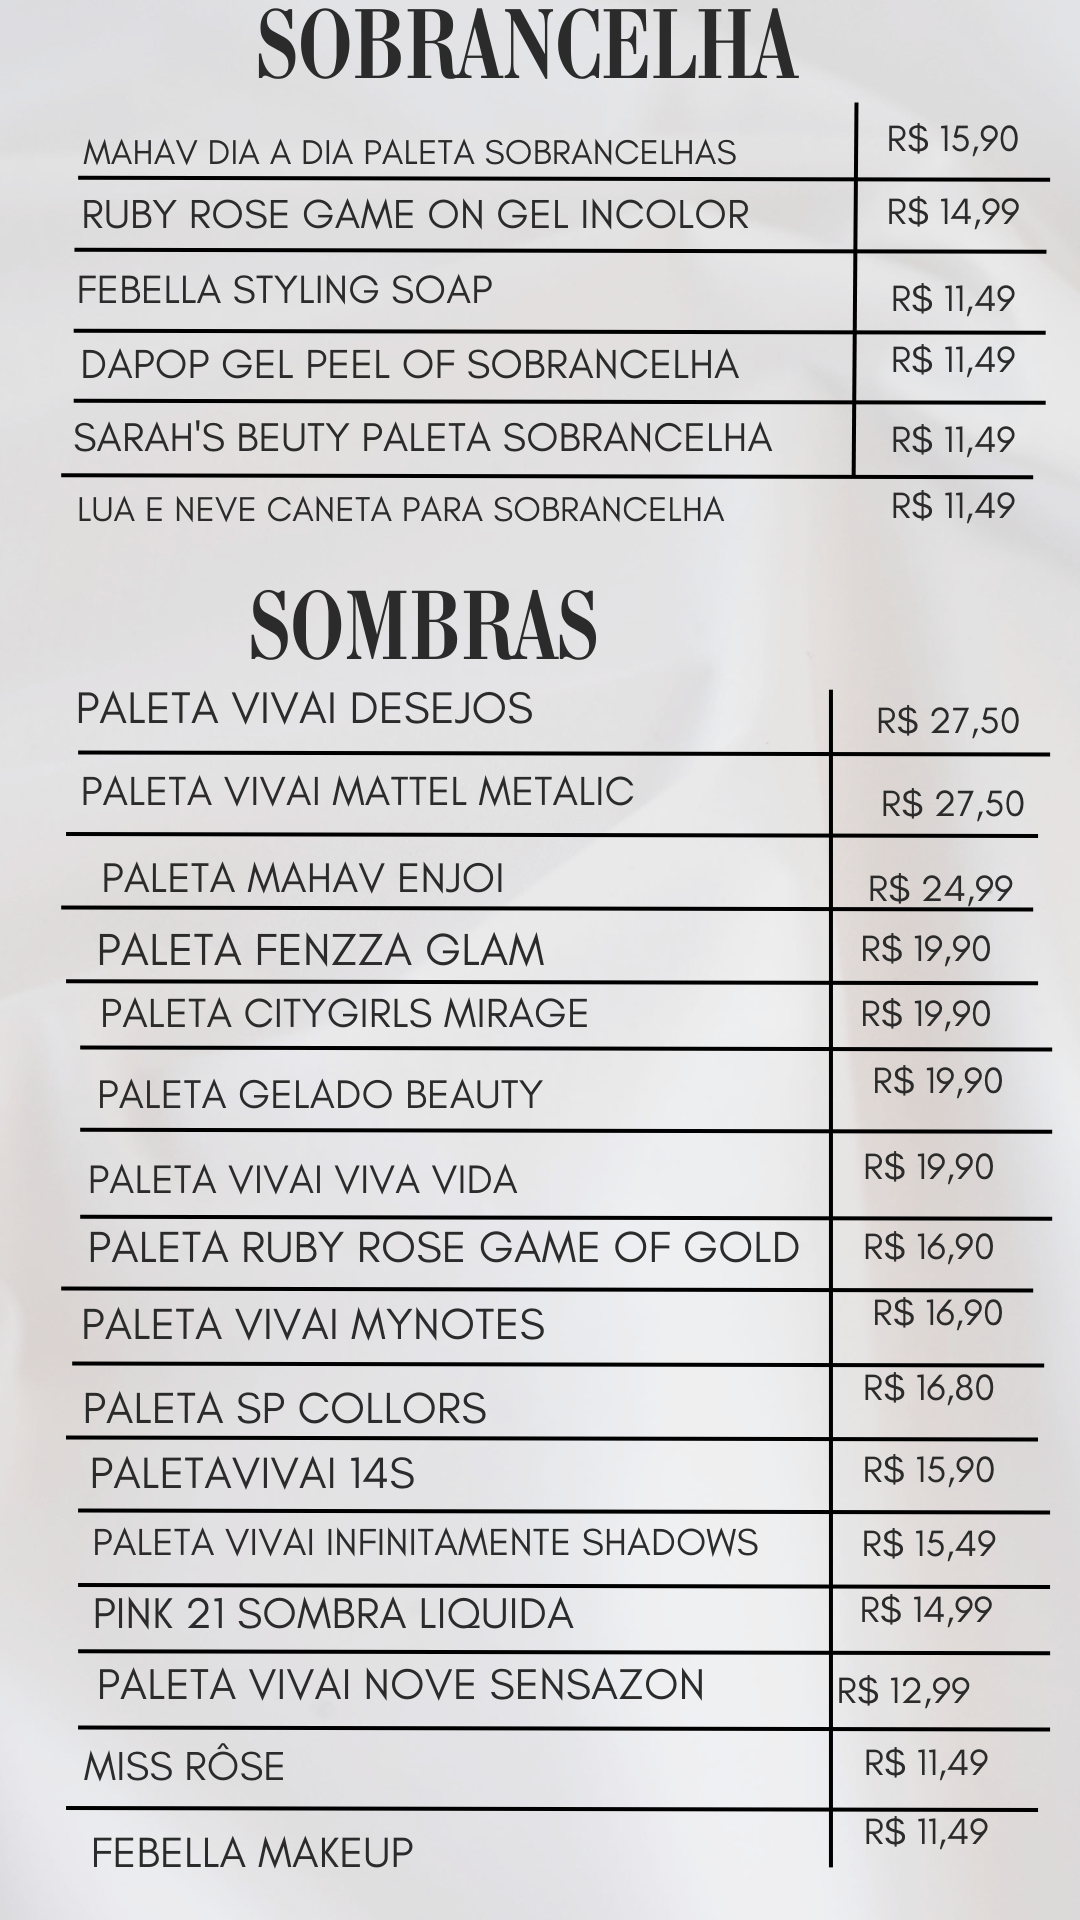 SOBRANCELHA
MAHAV DIA A DIA PALETA SOBRANCELHAS R$ 15,90
RUBY ROSE GAME ON GEL INCOLOR R$ 14,99
FEBELLA STYLING SOAP R$ 11,49
DAPOP GEL PEEL OF SOBRANCELHA R$ 11,49
SARAH'S BEUTY PALETA SOBRANCELHA R$ 11,49
LUA E NEVE CANETA PARA SOBRANCELHA R$ 11,49
SOMBRAS
PALETA VIVAI DESEJOS R$ 27,50
PALETA VIVAI MATTEL METALIC R$ 27,50
PALETA MAHAV ENJOI R$ 24,99
PALETA FENZZA GLAM R$ 19,90
PALETA CITYGIRLS MIRAGE R$ 19,90
PALETA GELADO BEAUTY R$ 19,90
PALETA VIVAI VIVA VIDA R$ 19,90
PALETA RUBY ROSE GAME OF GOLD R$ 16,90
PALETA VIVAI MYNOTES R$ 16,90
PALETA SP COLLORS R$ 16,80
PALETAVIVAI 14S R$ 15,90
PALETA VIVAI INFINITAMENTE SHADOWS R$ 15,49
PINK 21 SOMBRA LIQUIDA R$ 14,99
PALETA VIVAI NOVE SENSAZON R$ 12,99
MISS RÔSE R$ 11,49
FEBELLA MAKEUP R$ 11,49